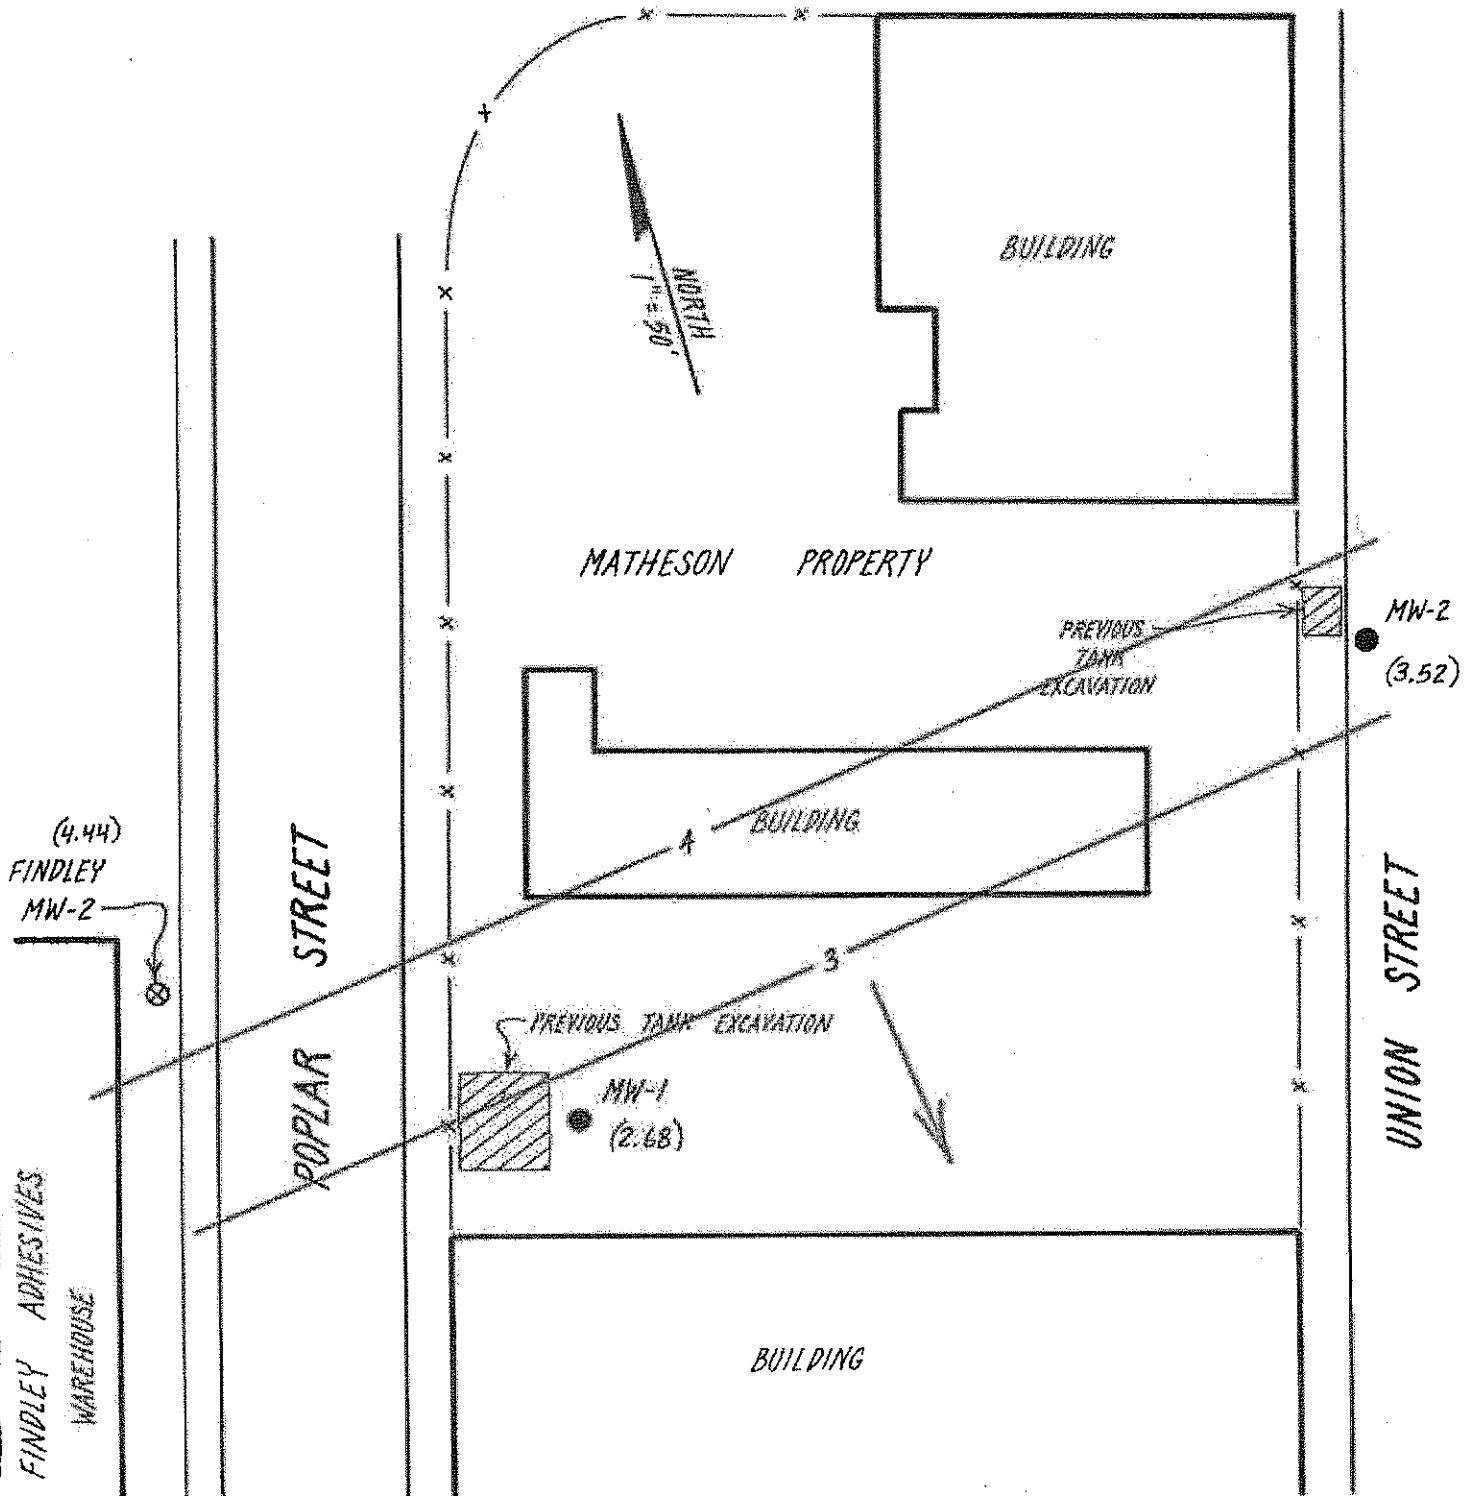 BUILDING
NORTH
1" = 50'
MATHESON PROPERTY
PREVIOUS
TANK
EXCAVATION
MW-2
(3.52)
BUILDING
4
(4.44)
FINDLEY
MW-2
POPLAR STREET
UNION STREET
3
PREVIOUS TANK EXCAVATION
MW-1
(2.68)
FINDLEY ADHESIVES
WAREHOUSE
BUILDING